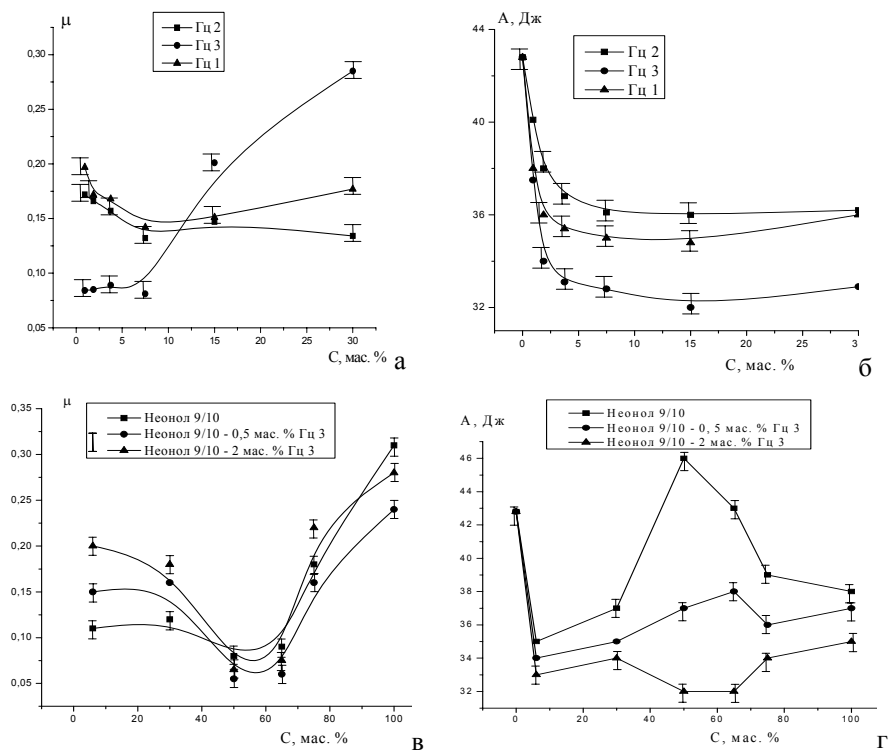 μ
Гц 2
Гц 3
Гц 1
0,30
0,25
0,20
0,15
0,10
0,05
0 5 10 15 20 25 30
С, мас. %
а
А, Дж
Гц 2
Гц 3
Гц 1
44
40
36
32
0 5 10 15 20 25 3
С, мас. %
б
μ
Неонол 9/10
Неонол 9/10 - 0,5 мас. % Гц 3
Неонол 9/10 - 2 мас. % Гц 3
0,35
0,30
0,25
0,20
0,15
0,10
0,05
0 20 40 60 80 100
С, мас. %
в
А, Дж
Неонол 9/10
Неонол 9/10 - 0, 5 мас. % Гц 3
Неонол 9/10 - 2 мас. % Гц 3
46
44
42
40
38
36
34
32
0 20 40 60 80 100
С, мас. %
г